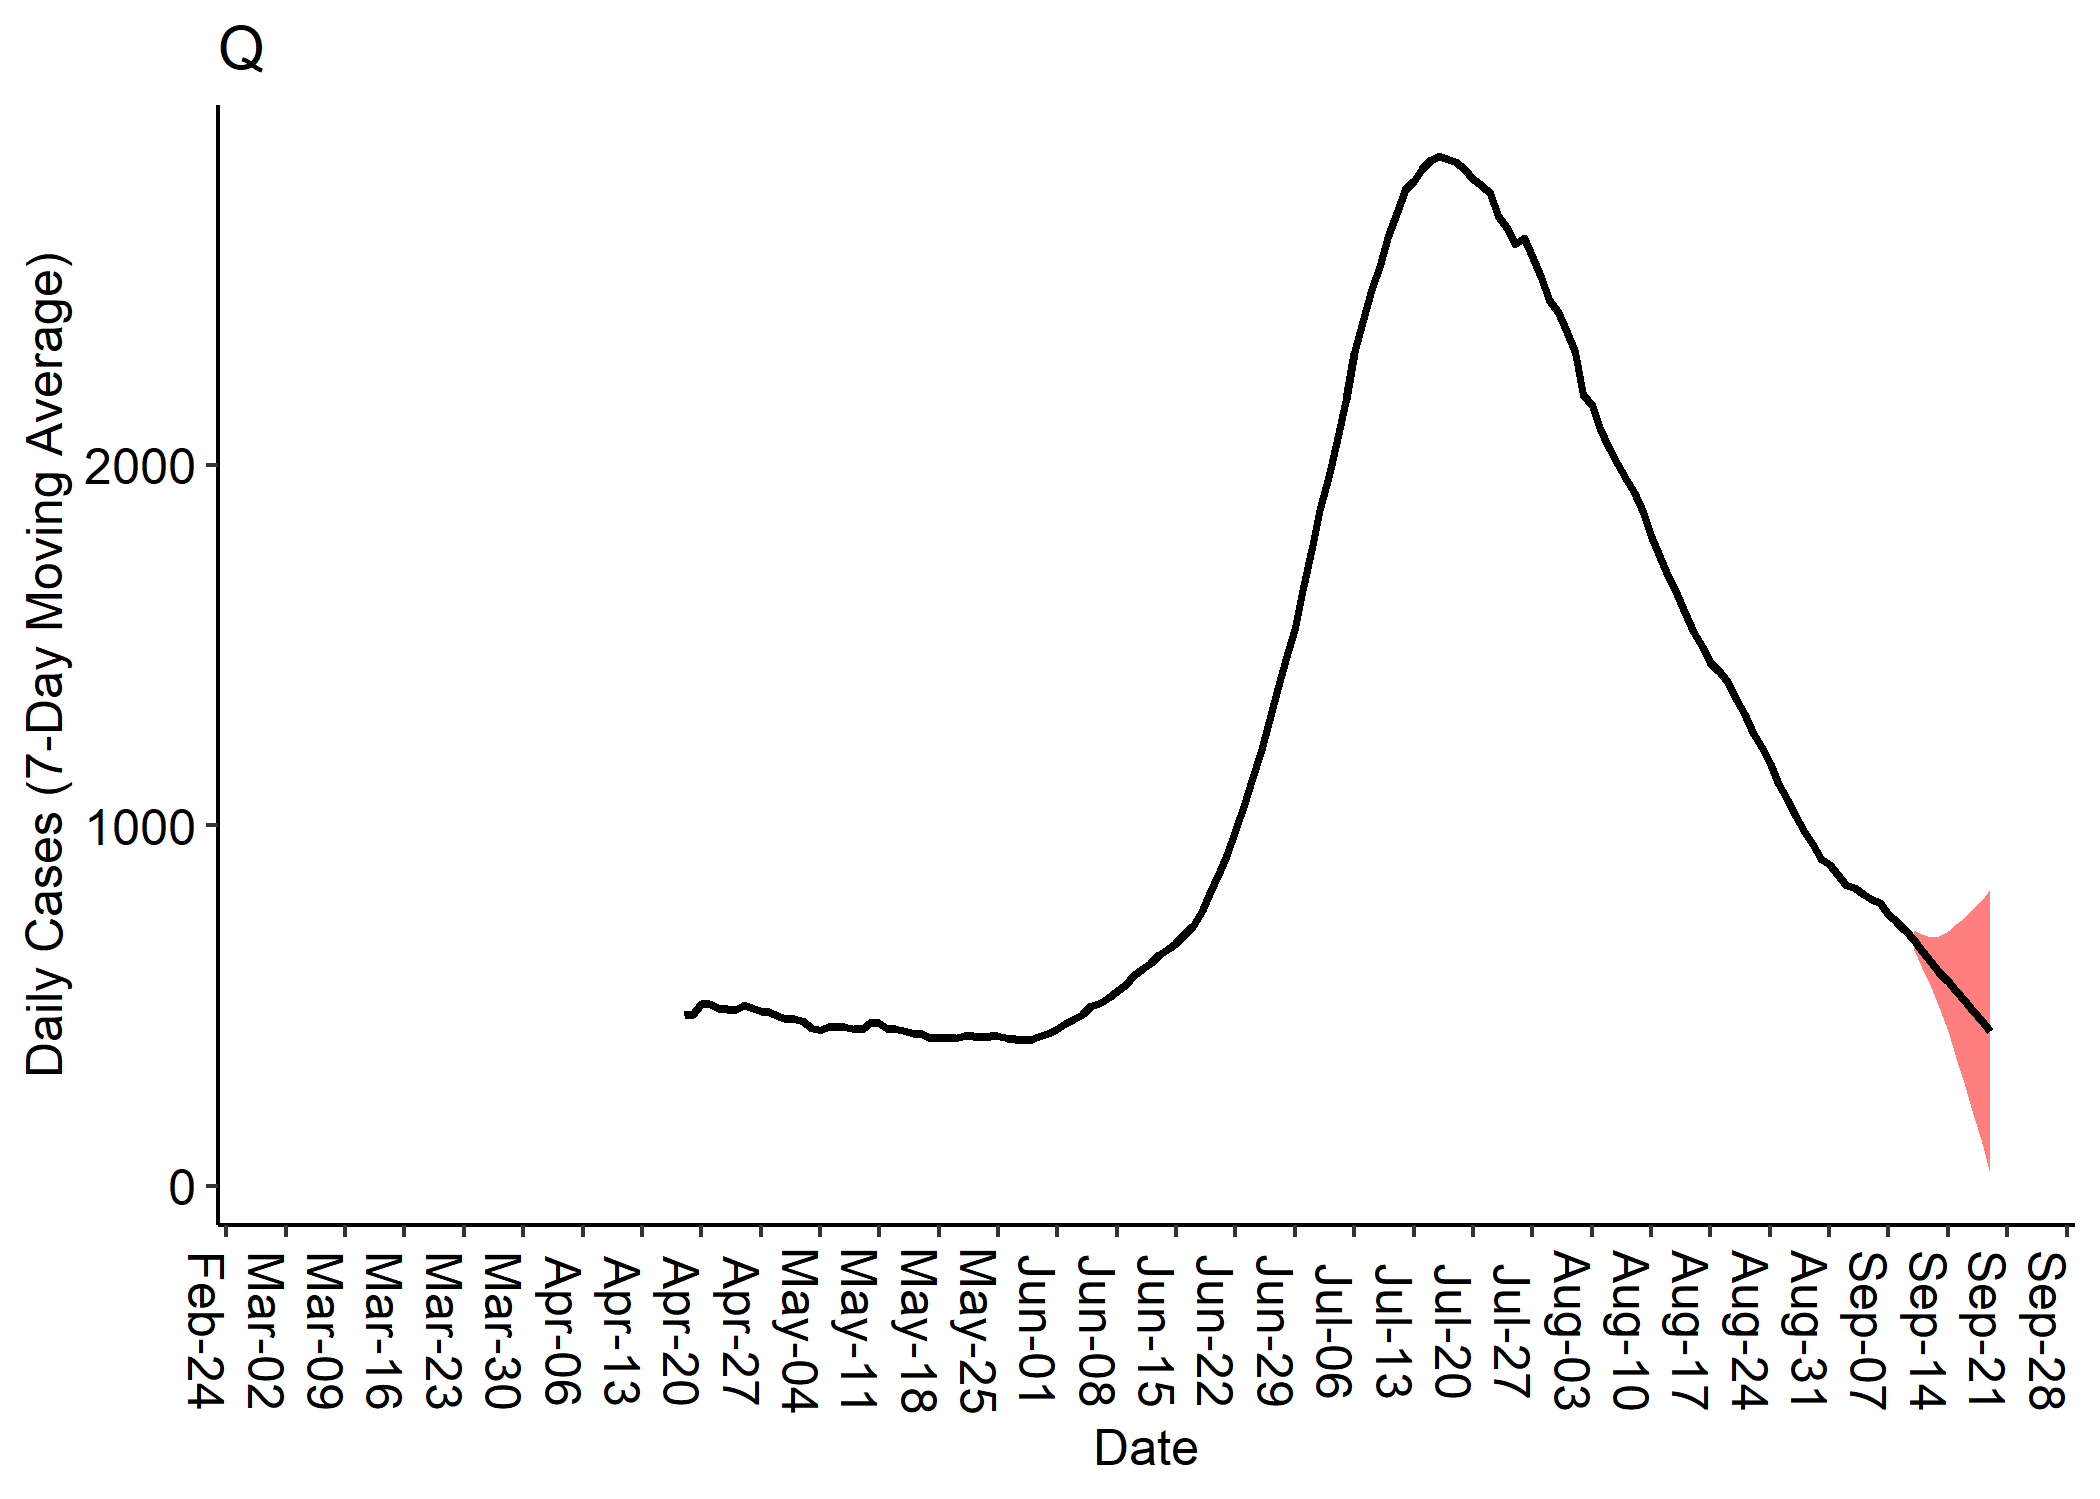 Q
Daily Cases (7-Day Moving Average)
2000
1000
0
Feb-24
Mar-02
Mar-09
Mar-16
Mar-23
Mar-30
Apr-06
Apr-13
Apr-20
Apr-27
May-04
May-11
May-18
May-25
Jun-01
Jun-08
Jun-15
Jun-22
Jun-29
Jul-06
Jul-13
Jul-20
Jul-27
Aug-03
Aug-10
Aug-17
Aug-24
Aug-31
Sep-07
Sep-14
Sep-21
Sep-28
Date